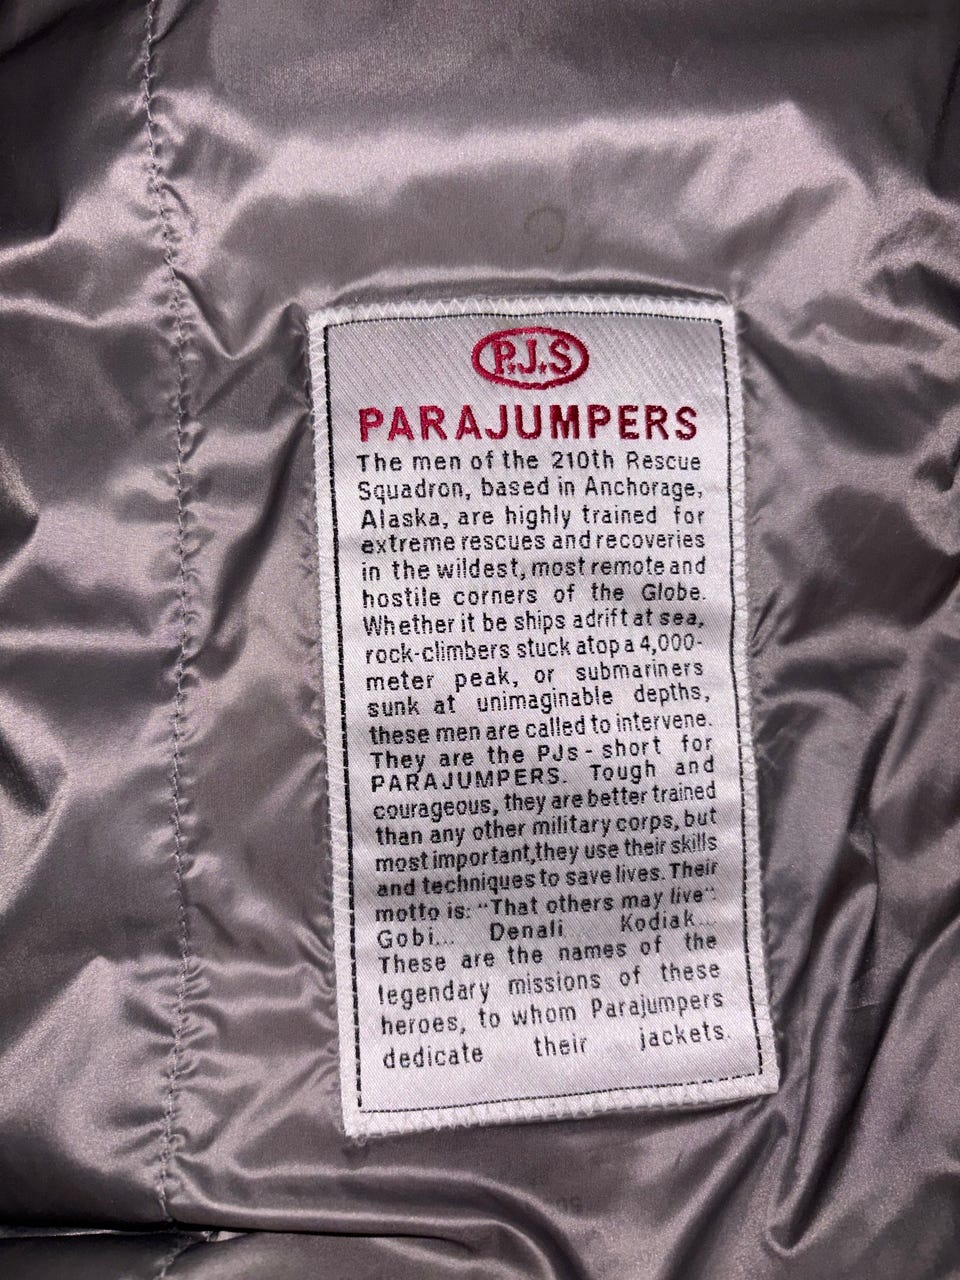 P.J.S
PARAJUMPERS
The men of the 210th Rescue
Squadron, based in Anchorage,
Alaska, are highly trained for
extreme rescues and recoveries
in the wildest, most remote and
hostile corners of the Globe.
Whether it be ships adrift at sea,
rock-climbers stuck atop a 4,000-
meter peak, or submariners
sunk at unimaginable depths,
these men are called to intervene.
They are the PJs - short for
PARAJUMPERS. Tough and
courageous, they are better trained
than any other military corps, but
most important, they use their skills
and techniques to save lives. Their
motto is: "That others may live".
Gobi... Denali Kodiak...
These are the names of the
legendary missions of these
heroes, to whom Parajumpers
dedicate their jackets.